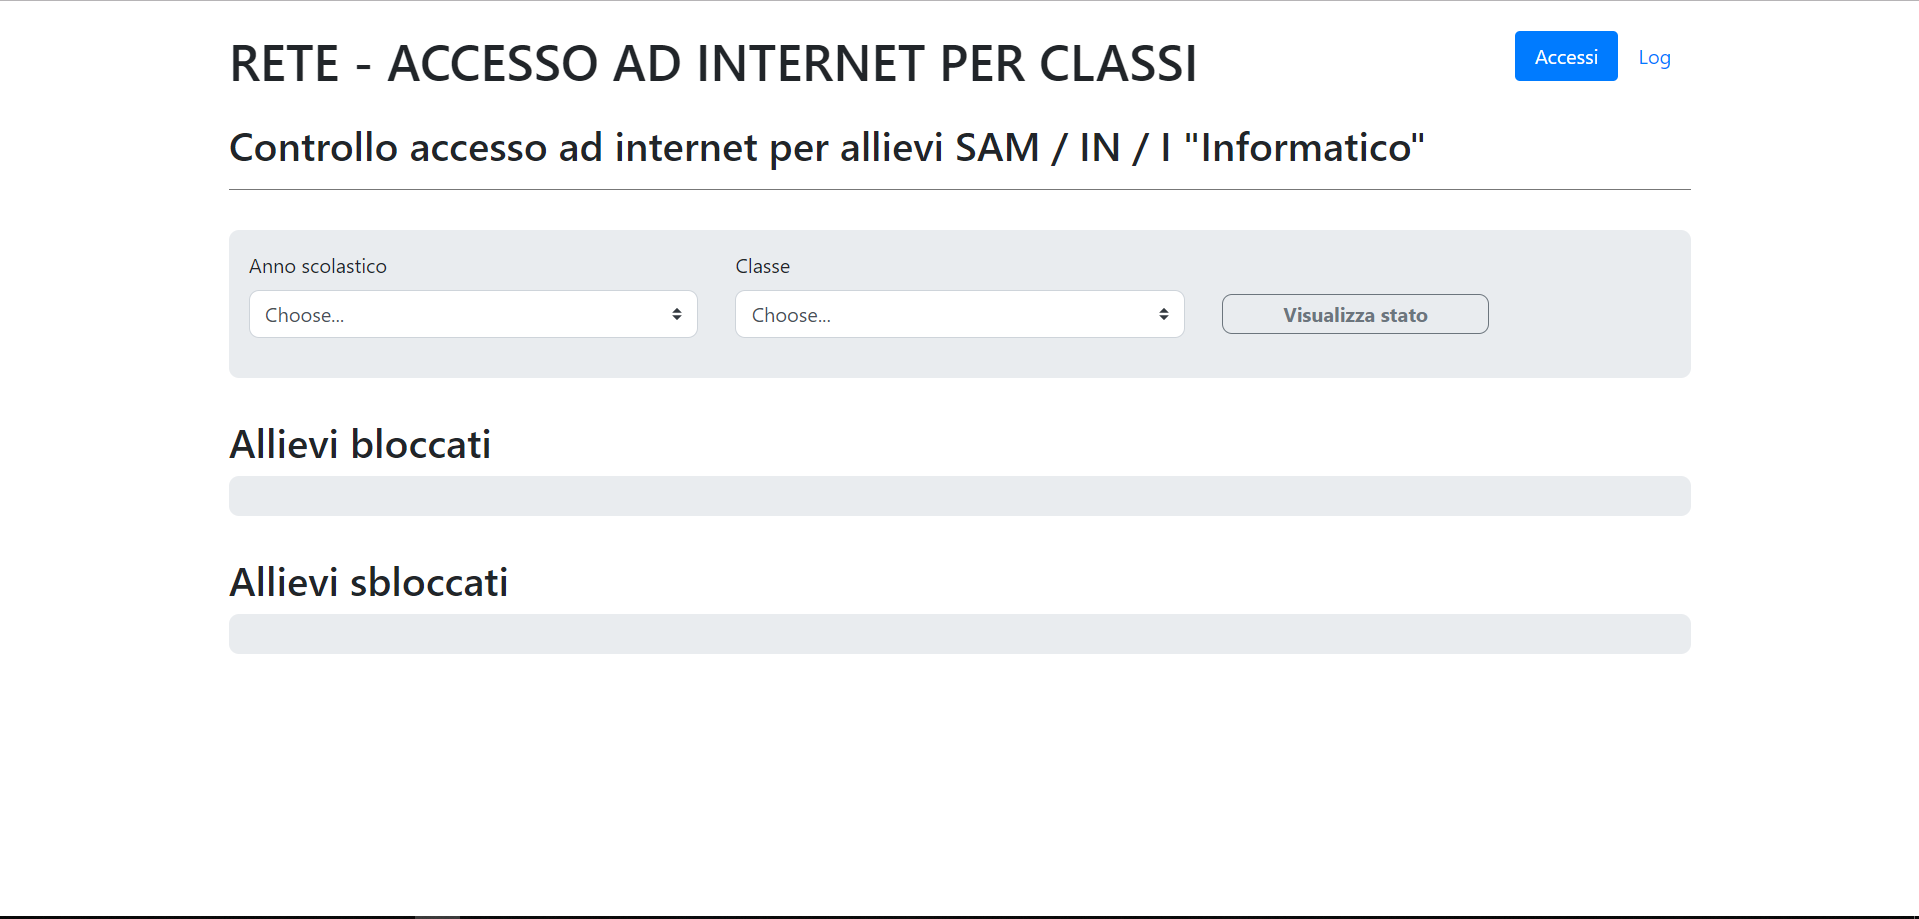 RETE - ACCESSO AD INTERNET PER CLASSI
Accessi
Log
Controllo accesso ad internet per allievi SAM / IN / I "Informatico"
Anno scolastico
Classe
Choose...
Choose...
Visualizza stato
Allievi bloccati
Allievi sbloccati